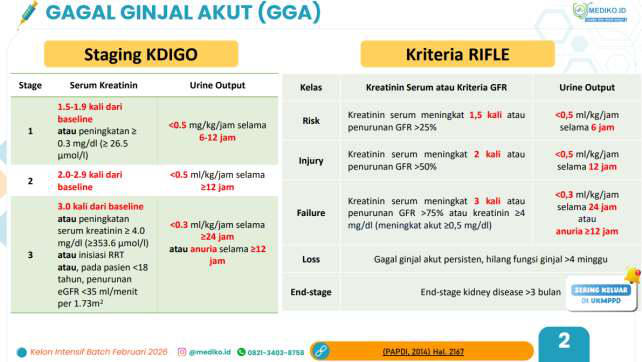 GAGAL GINJAL AKUT (GGA)
MEDIKO.ID
Staging KDIGO
Kriteria RIFLE
Stage Serum Kreatinin Urine Output
1
1.5-1.9 kali dari
baseline
atau peningkatan ≥
0.3 mg/dl (≥ 26.5
µmol/l)
<0.5 mg/kg/jam selama
6-12 jam
2
2.0-2.9 kali dari
baseline
<0.5 ml/kg/jam selama
≥12 jam
3
3.0 kali dari baseline
atau peningkatan
serum kreatinin ≥ 4.0
mg/dl (≥353.6 µmol/l)
atau inisiasi RRT
atau, pada pasien <18
tahun, penurunan
eGFR <35 ml/menit
per 1.73m²
<0.3 ml/kg/jam selama
≥24 jam
atau anuria selama ≥12
jam
Kelas Kreatinin Serum atau Kriteria GFR Urine Output
Risk
Kreatinin serum meningkat 1,5 kali atau
penurunan GFR >25%
<0,5 ml/kg/jam
selama 6 jam
Injury
Kreatinin serum meningkat 2 kali atau
penurunan GFR >50%
<0,5 ml/kg/jam
selama 12 jam
Failure
Kreatinin serum meningkat 3 kali atau
penurunan GFR >75% atau kreatinin ≥4
mg/dl (meningkat akut ≥0,5 mg/dl)
<0,3 ml/kg/jam
selama 24 jam
atau
anuria ≥12 jam
Loss Gagal ginjal akut persisten, hilang fungsi ginjal >4 minggu
End-stage End-stage kidney disease >3 bulan
SERING KELUAR
DI UKMPPD
Kelon Intensif Batch Februari 2026 @mediko.id 0821-3403-8758 (PAPDI, 2014) Hal. 2167
2